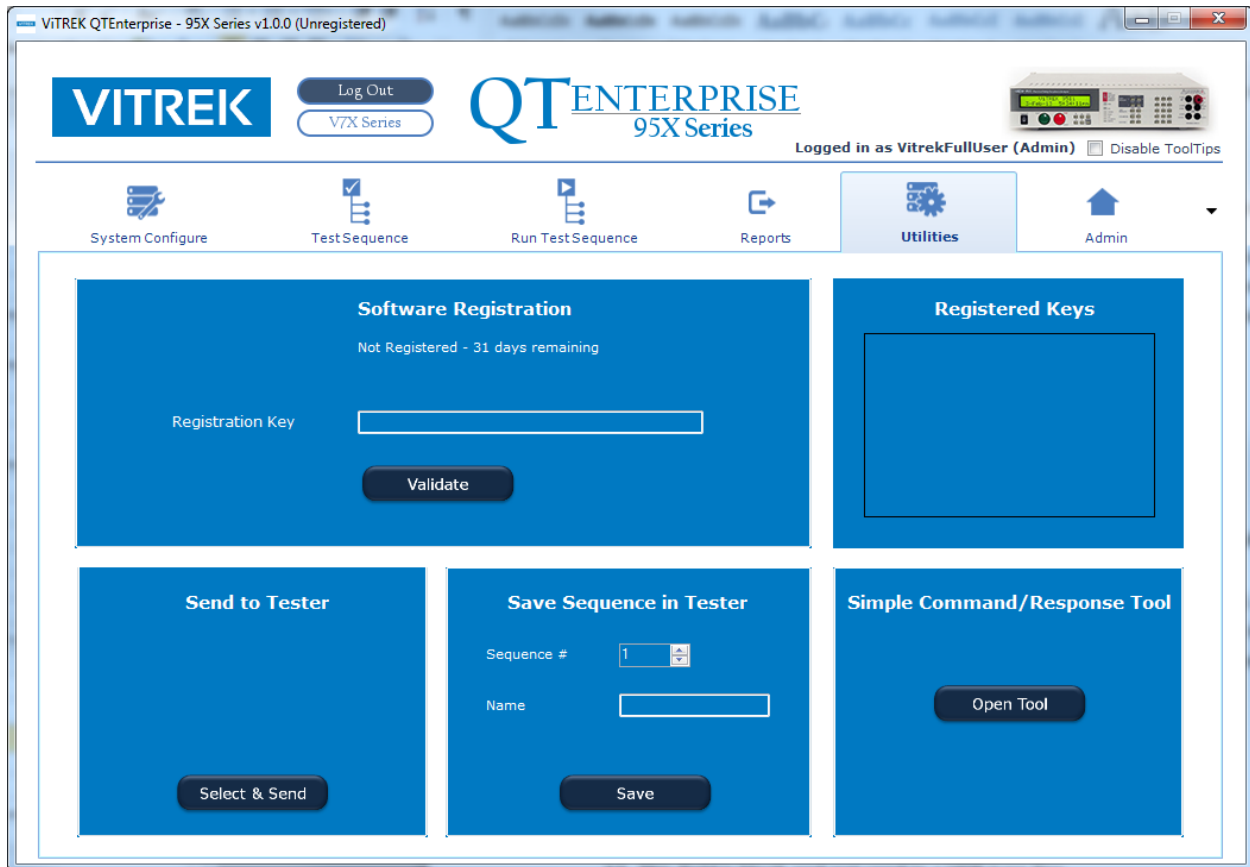 ViTREK QTEnterprise - 95X Series v1.0.0 (Unregistered)
VITREK
Log Out
V7X Series
QT ENTERPRISE
95X Series
Logged in as VitrekFullUser (Admin)
Disable ToolTips
System Configure
Test Sequence
Run Test Sequence
Reports
Utilities
Admin
Software Registration
Not Registered - 31 days remaining
Registration Key
Validate
Registered Keys
Send to Tester
Select & Send
Save Sequence in Tester
Sequence #
1
Name
Save
Simple Command/Response Tool
Open Tool